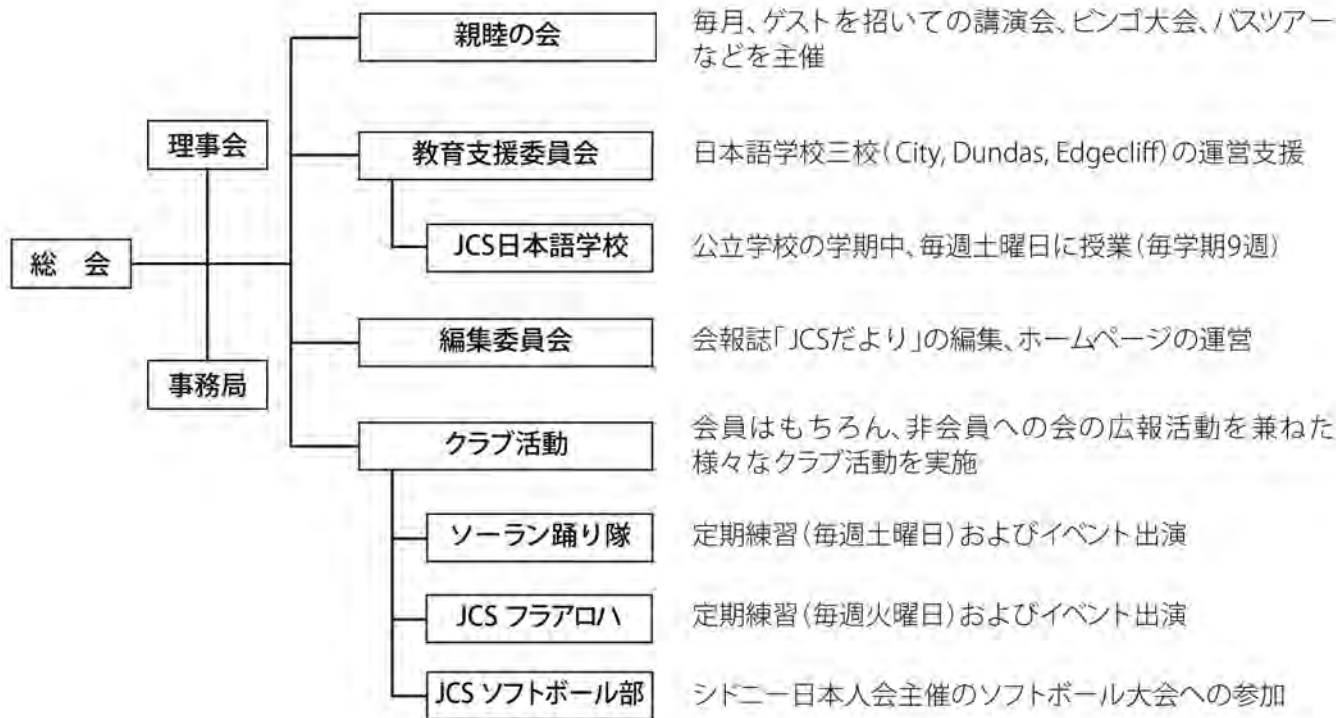 親睦の会
毎月、ゲストを招いての講演会、ビンゴ大会、バスツアー
などを主催
理事会
教育支援委員会
日本語学校三校(City, Dundas, Edgecliff)の運営支援
総 会
JCS日本語学校
公立学校の学期中、毎週土曜日に授業(毎学期9週)
編集委員会
会報誌「JCSだより」の編集、ホームページの運営
事務局
クラブ活動
会員はもちろん、非会員への会の広報活動を兼ねた
様々なクラブ活動を実施
ソーラン踊り隊
定期練習(毎週土曜日)およびイベント出演
JCS フラアロハ
定期練習(毎週火曜日)およびイベント出演
JCS ソフトボール部
シドニー日本人会主催のソフトボール大会への参加